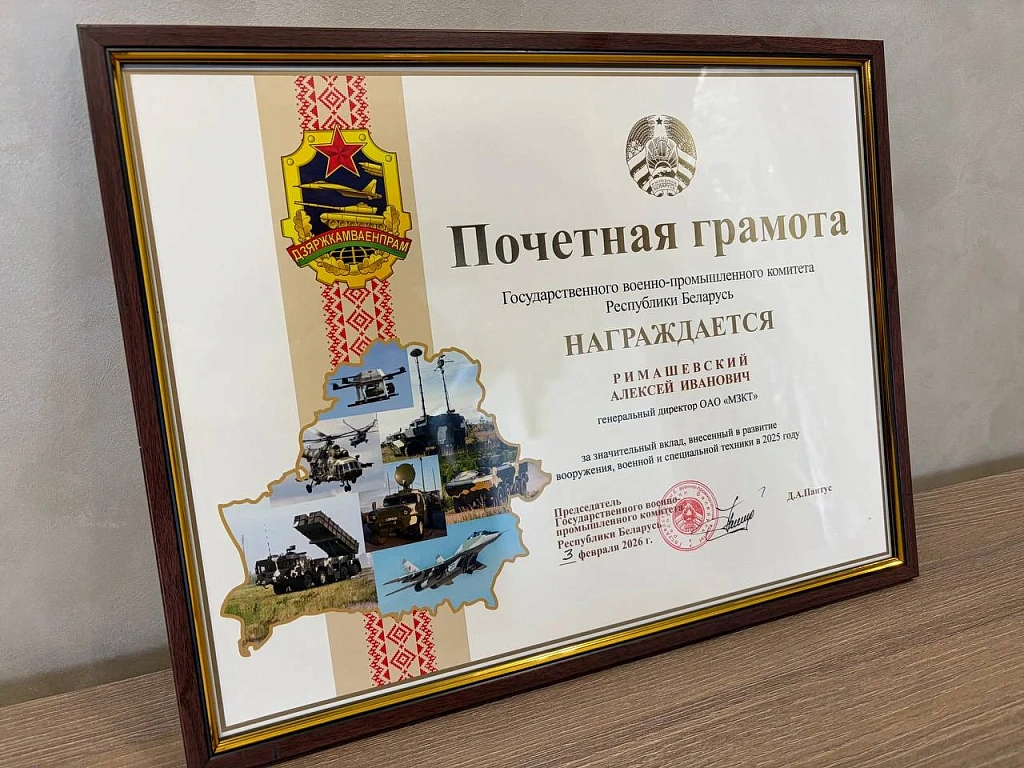 ДЗЯРЖКАМВАЕНПРАМ
Почетная грамота
Государственного военно-промышленного комитета
Республики Беларусь
НАГРАЖДАЕТСЯ
РИМАШЕВСКИЙ
АЛЕКСЕЙ ИВАНОВИЧ
генеральный директор ОАО «МЗКТ»
за значительный вклад, внесенный в развитие
вооружения, военной и специальной техники в 2025 году
Председатель
Государственного военно-
промышленного комитета
Республики Беларусь
Д.А.Пантус
3 февраля 2026 г.